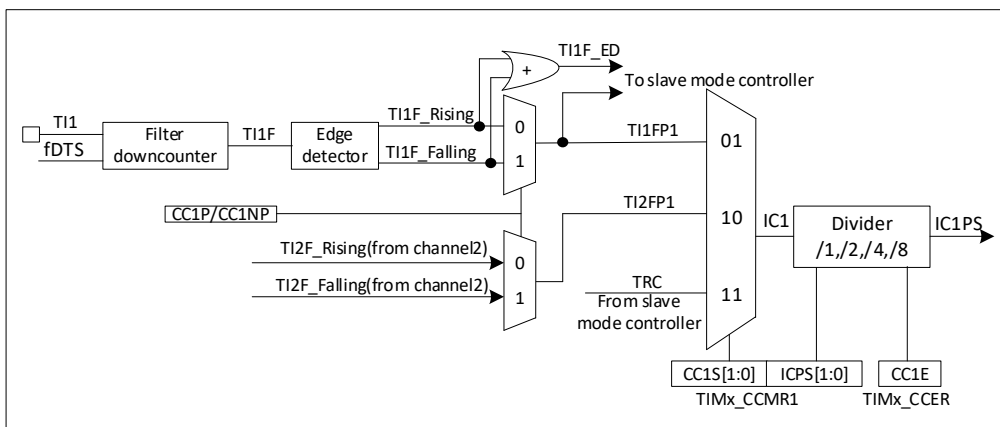 TI1F_ED
To slave mode controller
TI1
fDTS
Filter
downcounter
TI1F
Edge
detector
TI1F_Rising
TI1F_Falling
+
0
1
TI1FP1
01
CC1P/CC1NP
TI2FP1
10
IC1
Divider
/1,/2,/4,/8
IC1PS
TI2F_Rising(from channel2)
TI2F_Falling(from channel2)
0
1
TRC
From slave
mode controller
11
CC1S[1:0]
ICPS[1:0]
CC1E
TIMx_CCMR1
TIMx_CCER